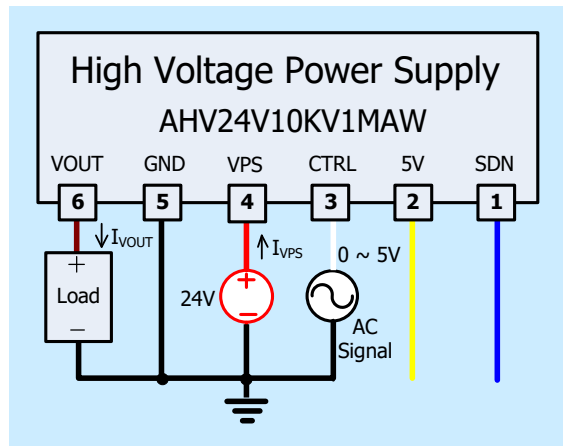 High Voltage Power Supply
AHV24V10KV1MAW
VOUT GND VPS CTRL 5V SDN
6 5 4 3 2 1
↓IVOUT ↑IVPS 0 ~ 5V
+ +
Load 24V
− −
AC
Signal